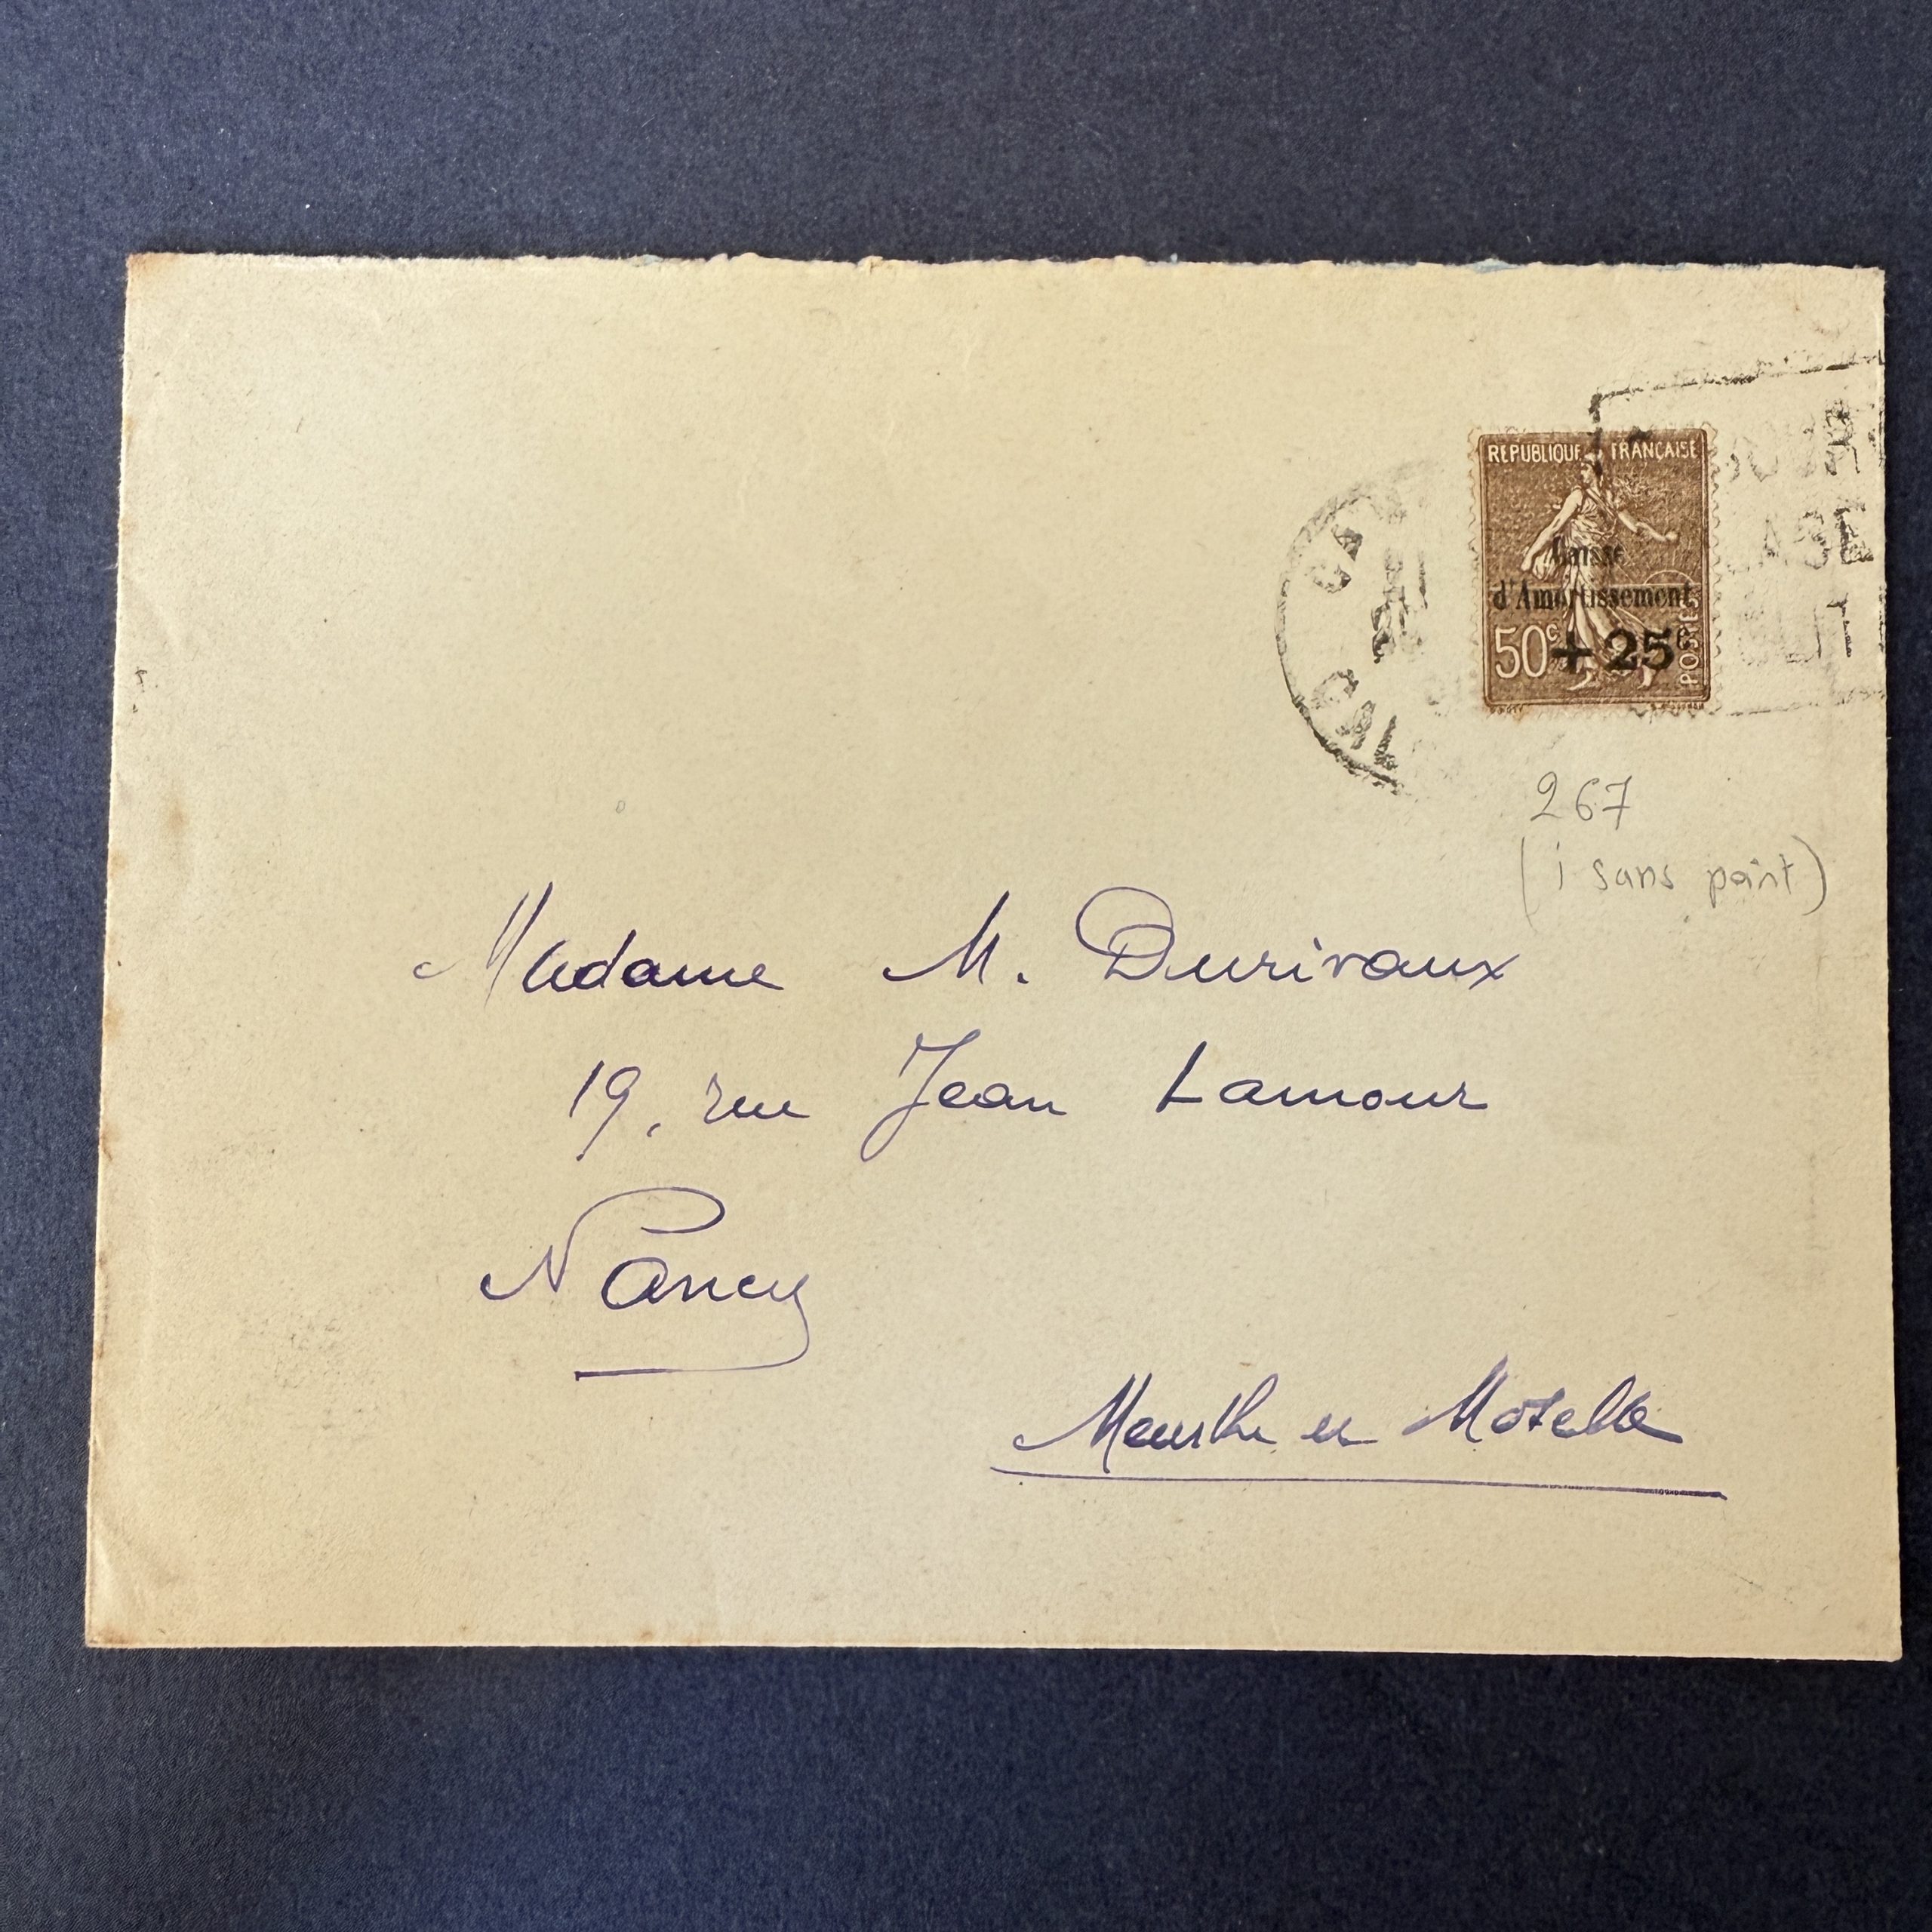 REPUBLIQUE FRANÇAISE
Caisse
d'Amortissement
50c + 25c
POSTES
267
(i sans point)
Madame M. Durivaux
19, rue Jean Lamour
Nancy
Meurthe et Moselle